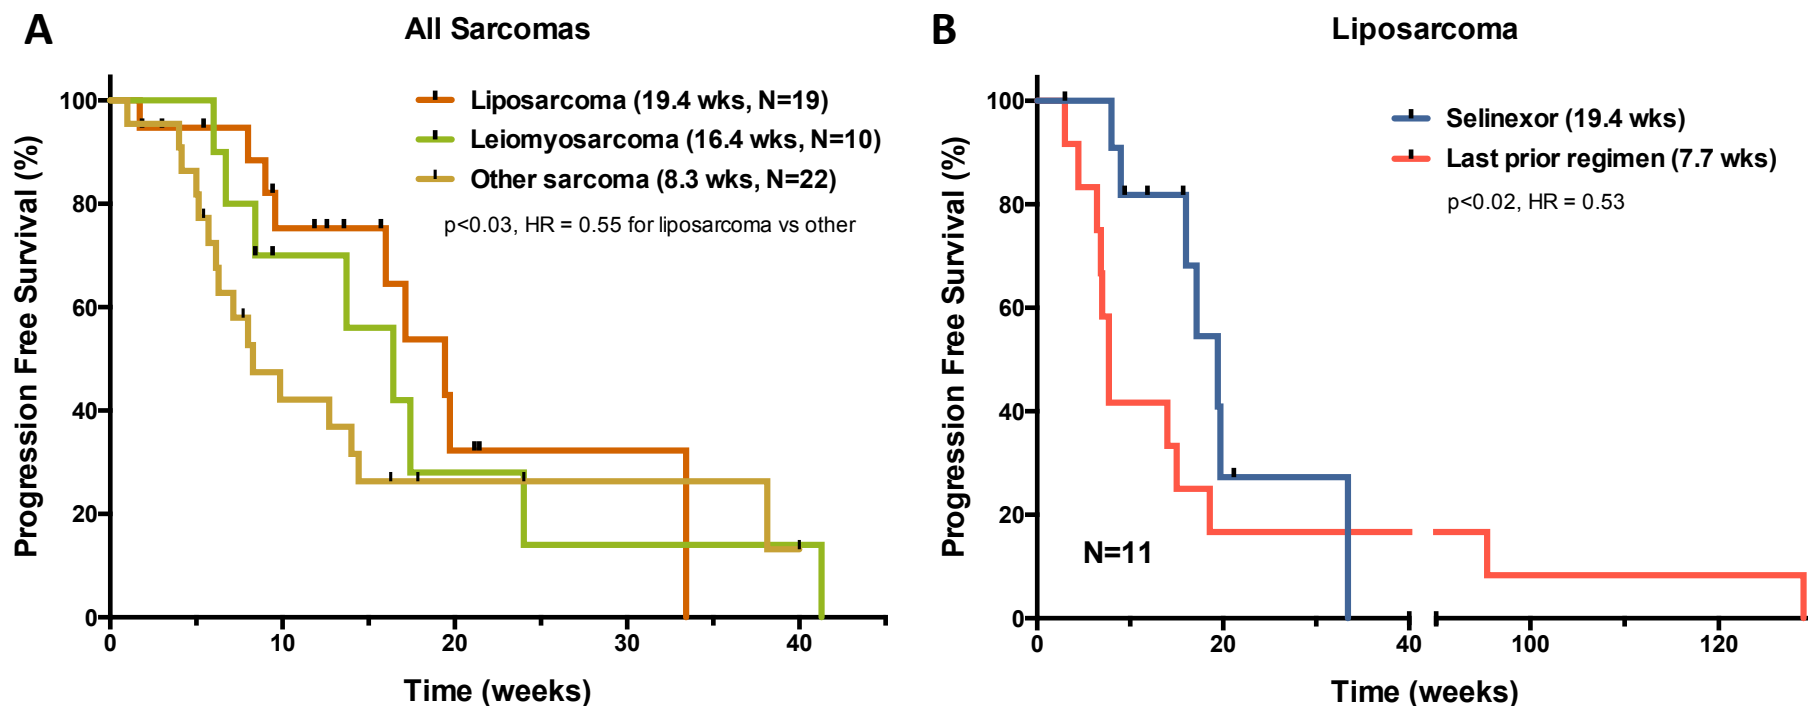 A
All Sarcomas
Progression Free Survival (%)
100
80
60
40
20
0
Liposarcoma (19.4 wks, N=19)
Leiomyosarcoma (16.4 wks, N=10)
Other sarcoma (8.3 wks, N=22)
p<0.03, HR = 0.55 for liposarcoma vs other
0 10 20 30 40
Time (weeks)
B
Liposarcoma
Progression Free Survival (%)
100
80
60
40
20
0
Selinexor (19.4 wks)
Last prior regimen (7.7 wks)
p<0.02, HR = 0.53
N=11
0 20 40 100 120
Time (weeks)